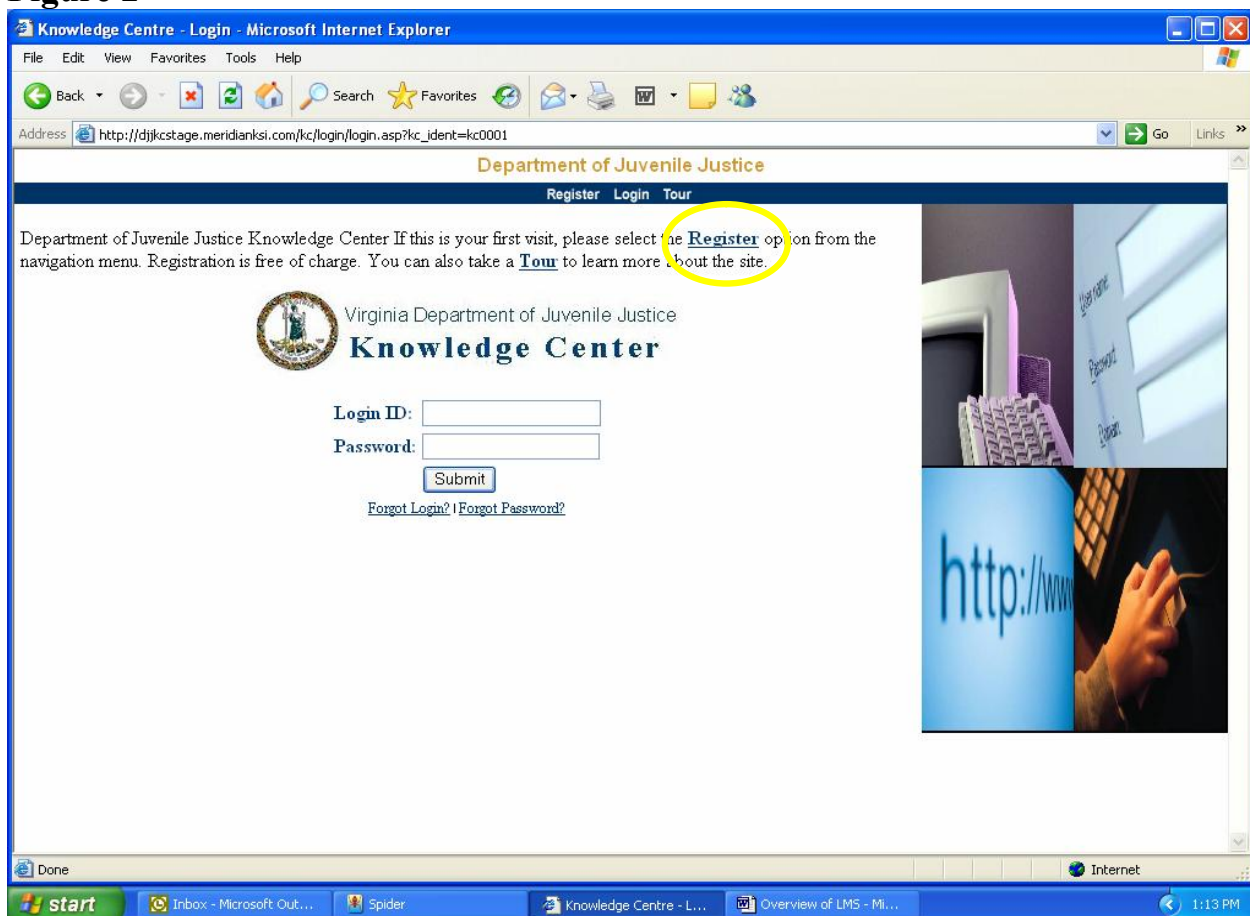 Knowledge Centre - Login - Microsoft Internet Explorer
File Edit View Favorites Tools Help
Back Search Favorites
Address http://djjkcstage.meridianksi.com/kc/login/login.asp?kc_ident=kc0001 Go Links »
Department of Juvenile Justice
Register Login Tour
Department of Juvenile Justice Knowledge Center If this is your first visit, please select the Register option from the
navigation menu. Registration is free of charge. You can also take a Tour to learn more about the site.
Virginia Department of Juvenile Justice
Knowledge Center
Login ID:
Password:
Submit
Forgot Login? | Forgot Password?
User name:
Password:
Domain:
http://www
Done Internet
start Inbox - Microsoft Out... Spider Knowledge Centre - L... Overview of LMS - Mi... 1:13 PM